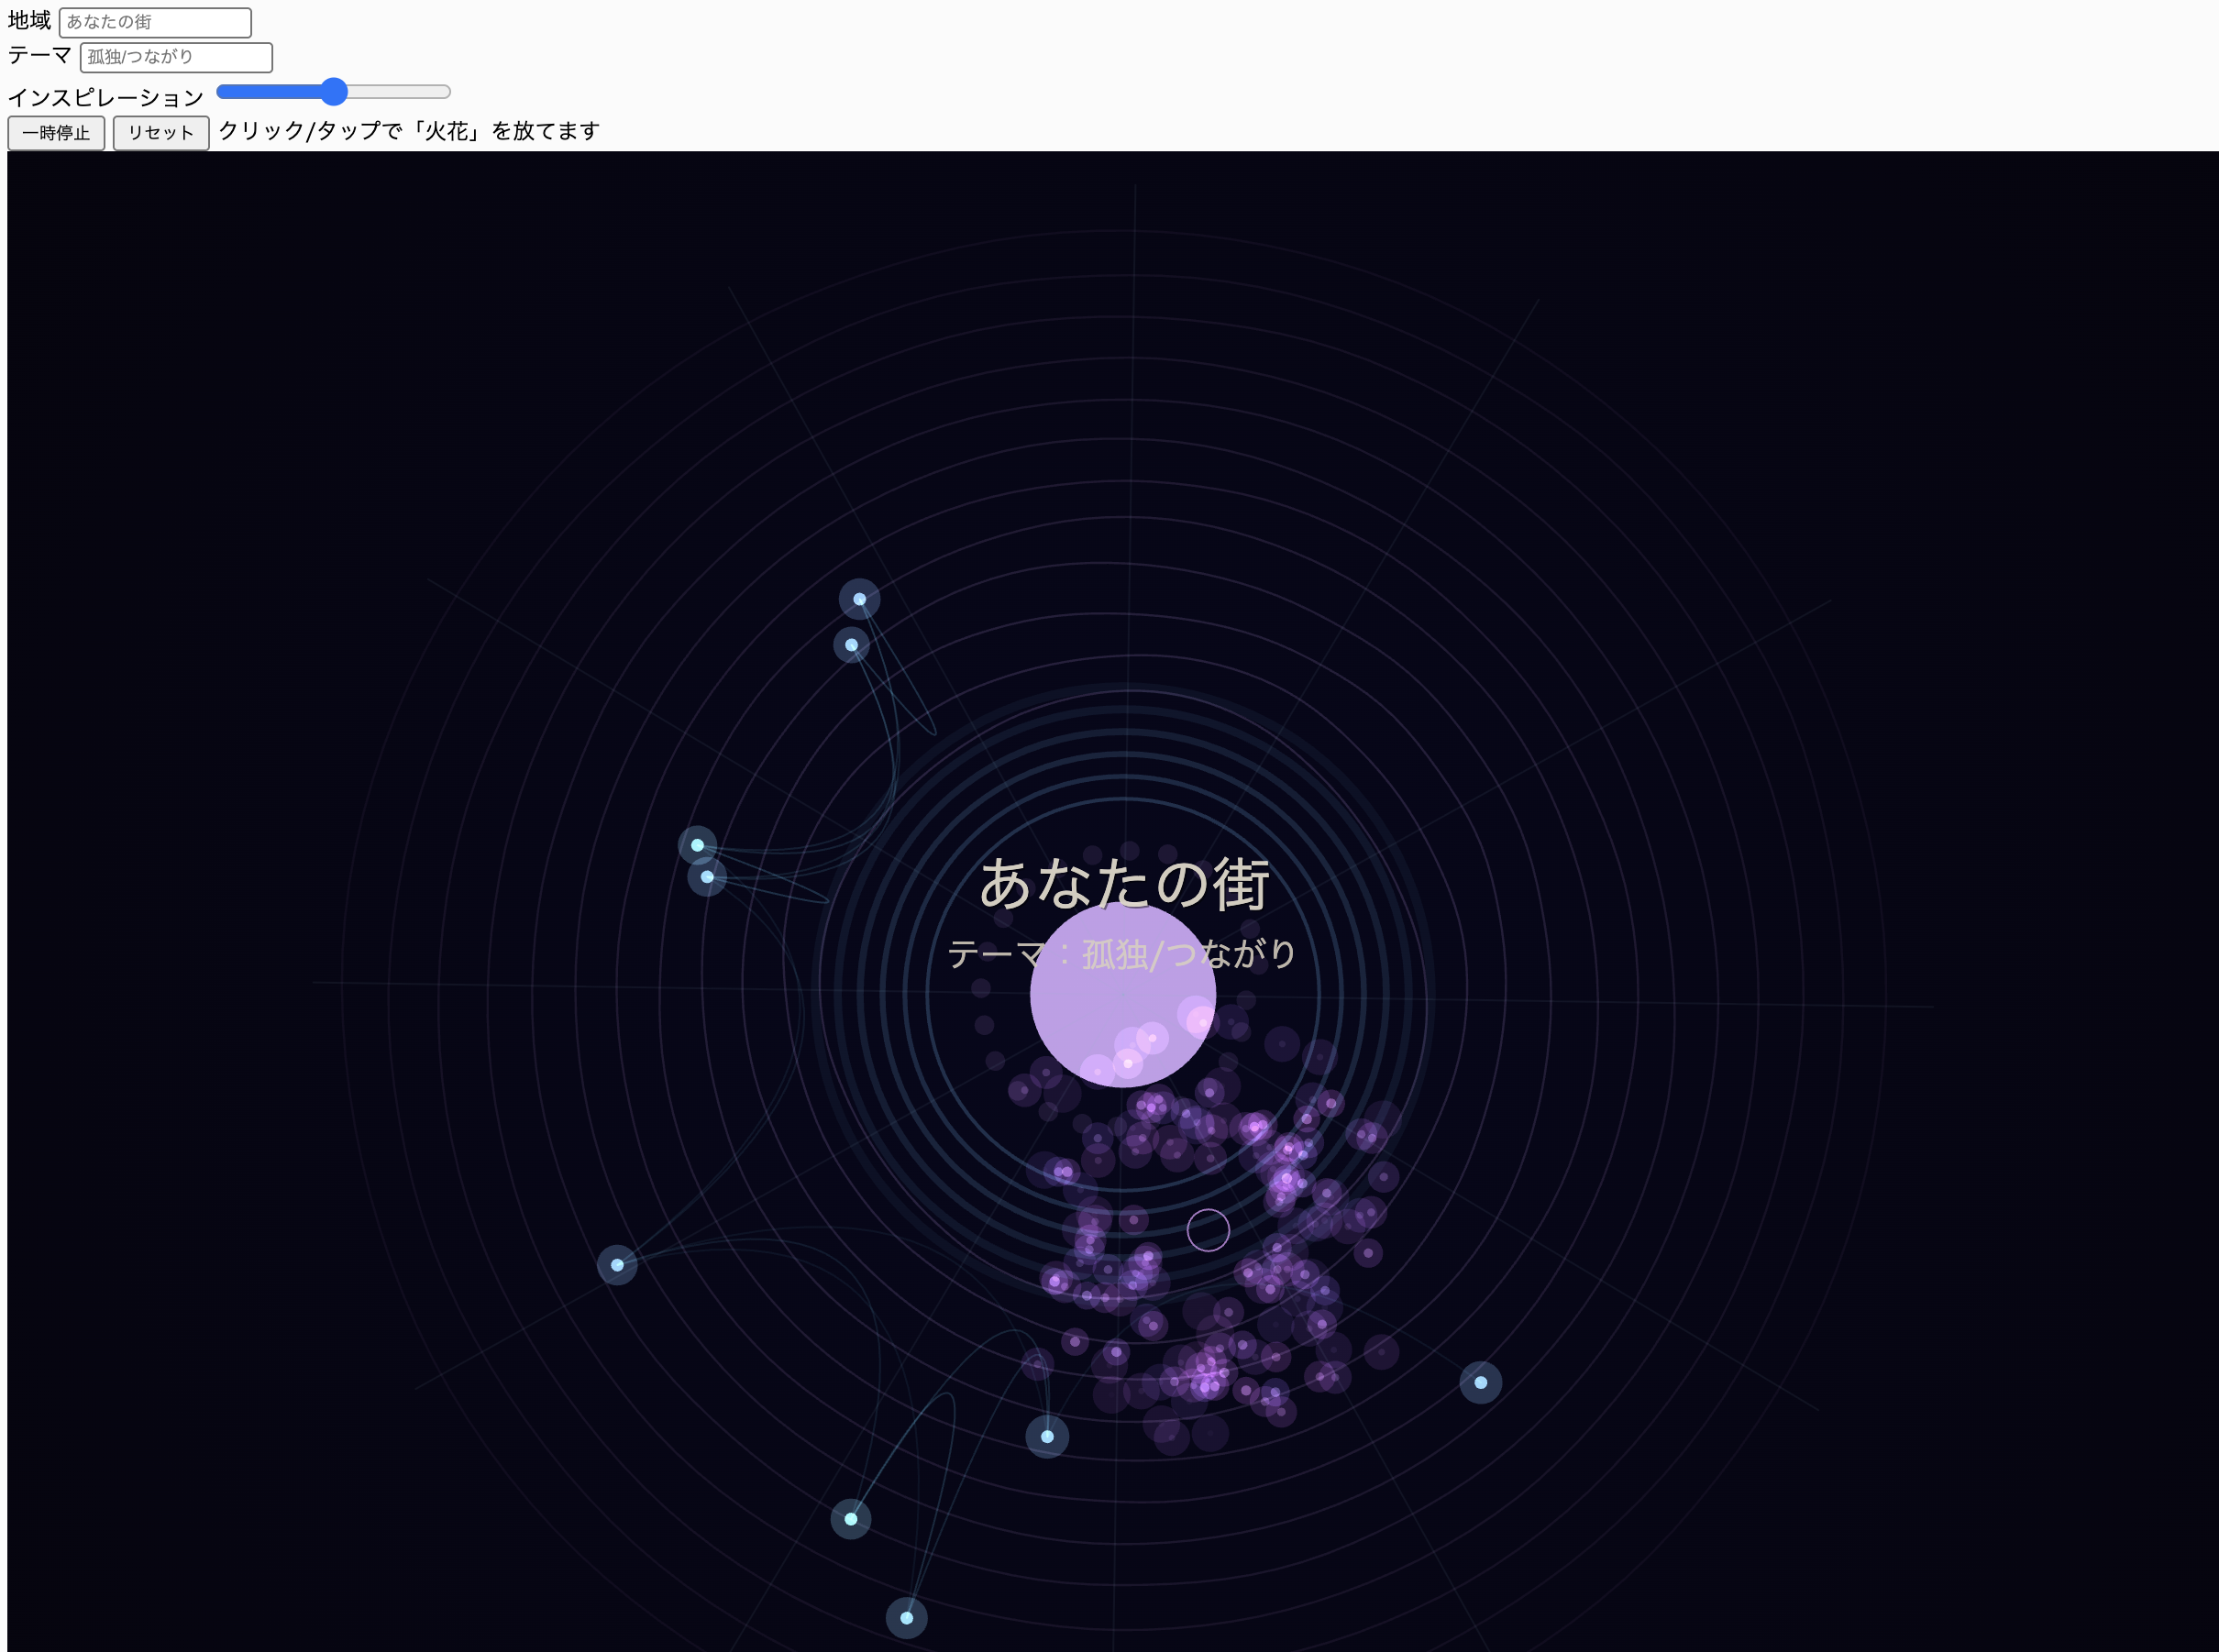 地域 あなたの街
テーマ 孤独/つながり
インスピレーション
一時停止 リセット クリック/タップで「火花」を放てます
あなたの街
テーマ：孤独/つながり